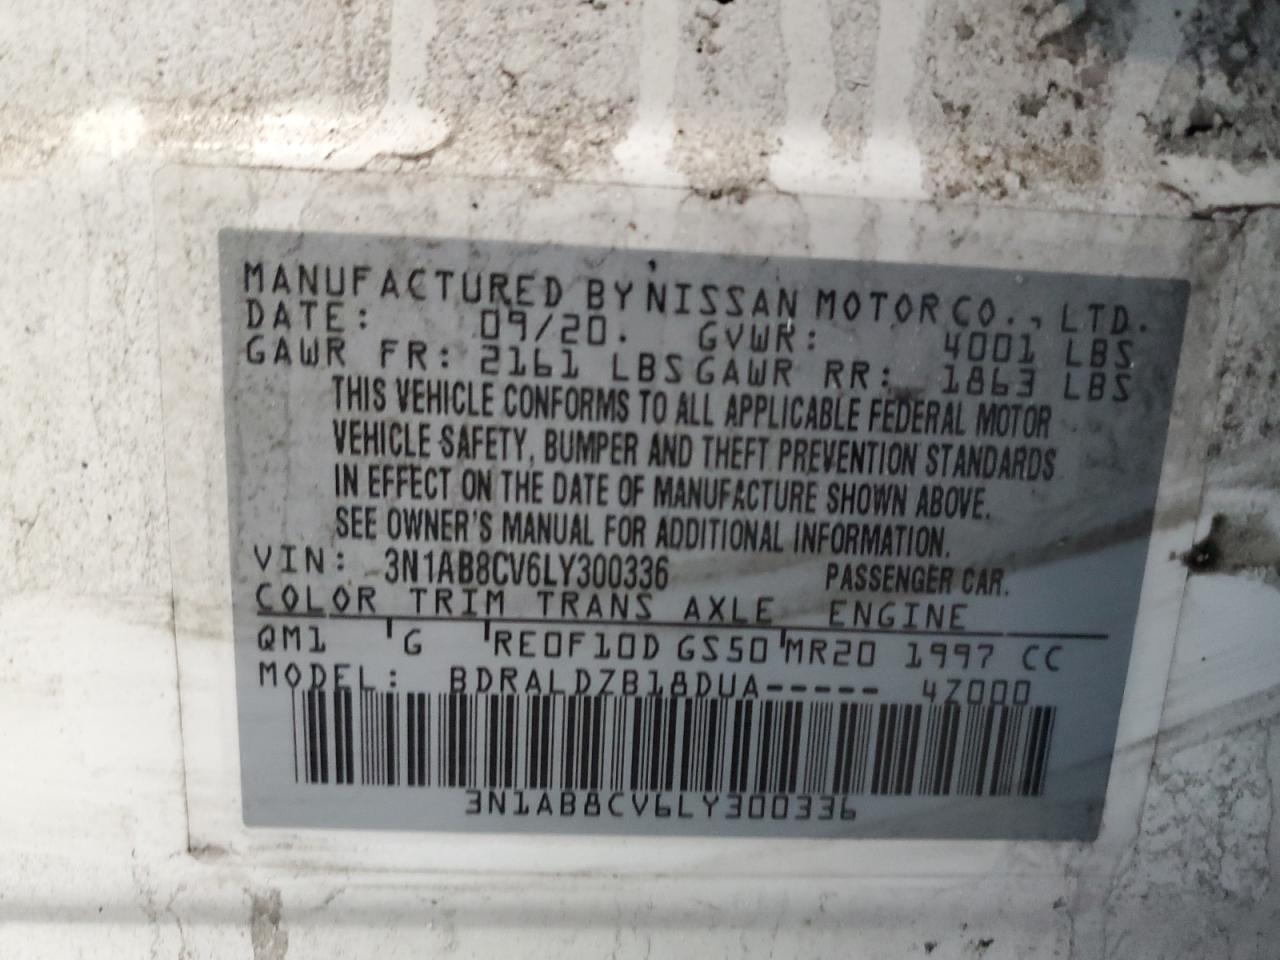 MANUFACTURED BY NISSAN MOTOR CO., LTD.
DATE: 09/20. GVWR: 4001 LBS
GAWR FR: 2161 LBS GAWR RR: 1863 LBS
THIS VEHICLE CONFORMS TO ALL APPLICABLE FEDERAL MOTOR
VEHICLE SAFETY, BUMPER AND THEFT PREVENTION STANDARDS
IN EFFECT ON THE DATE OF MANUFACTURE SHOWN ABOVE.
SEE OWNER'S MANUAL FOR ADDITIONAL INFORMATION.
VIN: 3N1AB8CV6LY300336 PASSENGER CAR.
COLOR TRIM TRANS AXLE ENGINE
QM1 G RE0F10D GS50 MR20 1997 CC
MODEL: BDRALDZB18DUA----- 4Z000
3N1AB8CV6LY300336